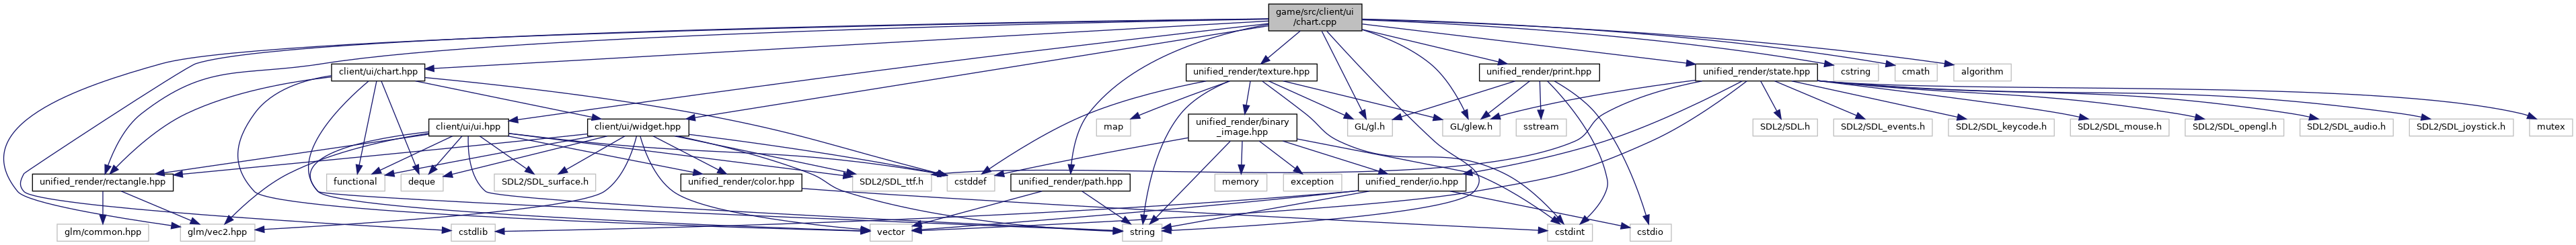 game/src/client/ui
/chart.cpp
client/ui/chart.hpp
unified_render/texture.hpp
unified_render/print.hpp
unified_render/state.hpp
cstring
cmath
algorithm
client/ui/ui.hpp
client/ui/widget.hpp
map
unified_render/binary
_image.hpp
GL/gl.h
GL/glew.h
sstream
SDL2/SDL.h
SDL2/SDL_events.h
SDL2/SDL_keycode.h
SDL2/SDL_mouse.h
SDL2/SDL_opengl.h
SDL2/SDL_audio.h
SDL2/SDL_joystick.h
mutex
unified_render/rectangle.hpp
functional
deque
SDL2/SDL_surface.h
unified_render/color.hpp
SDL2/SDL_ttf.h
cstddef
unified_render/path.hpp
memory
exception
unified_render/io.hpp
glm/common.hpp
glm/vec2.hpp
cstdlib
vector
string
cstdint
cstdio